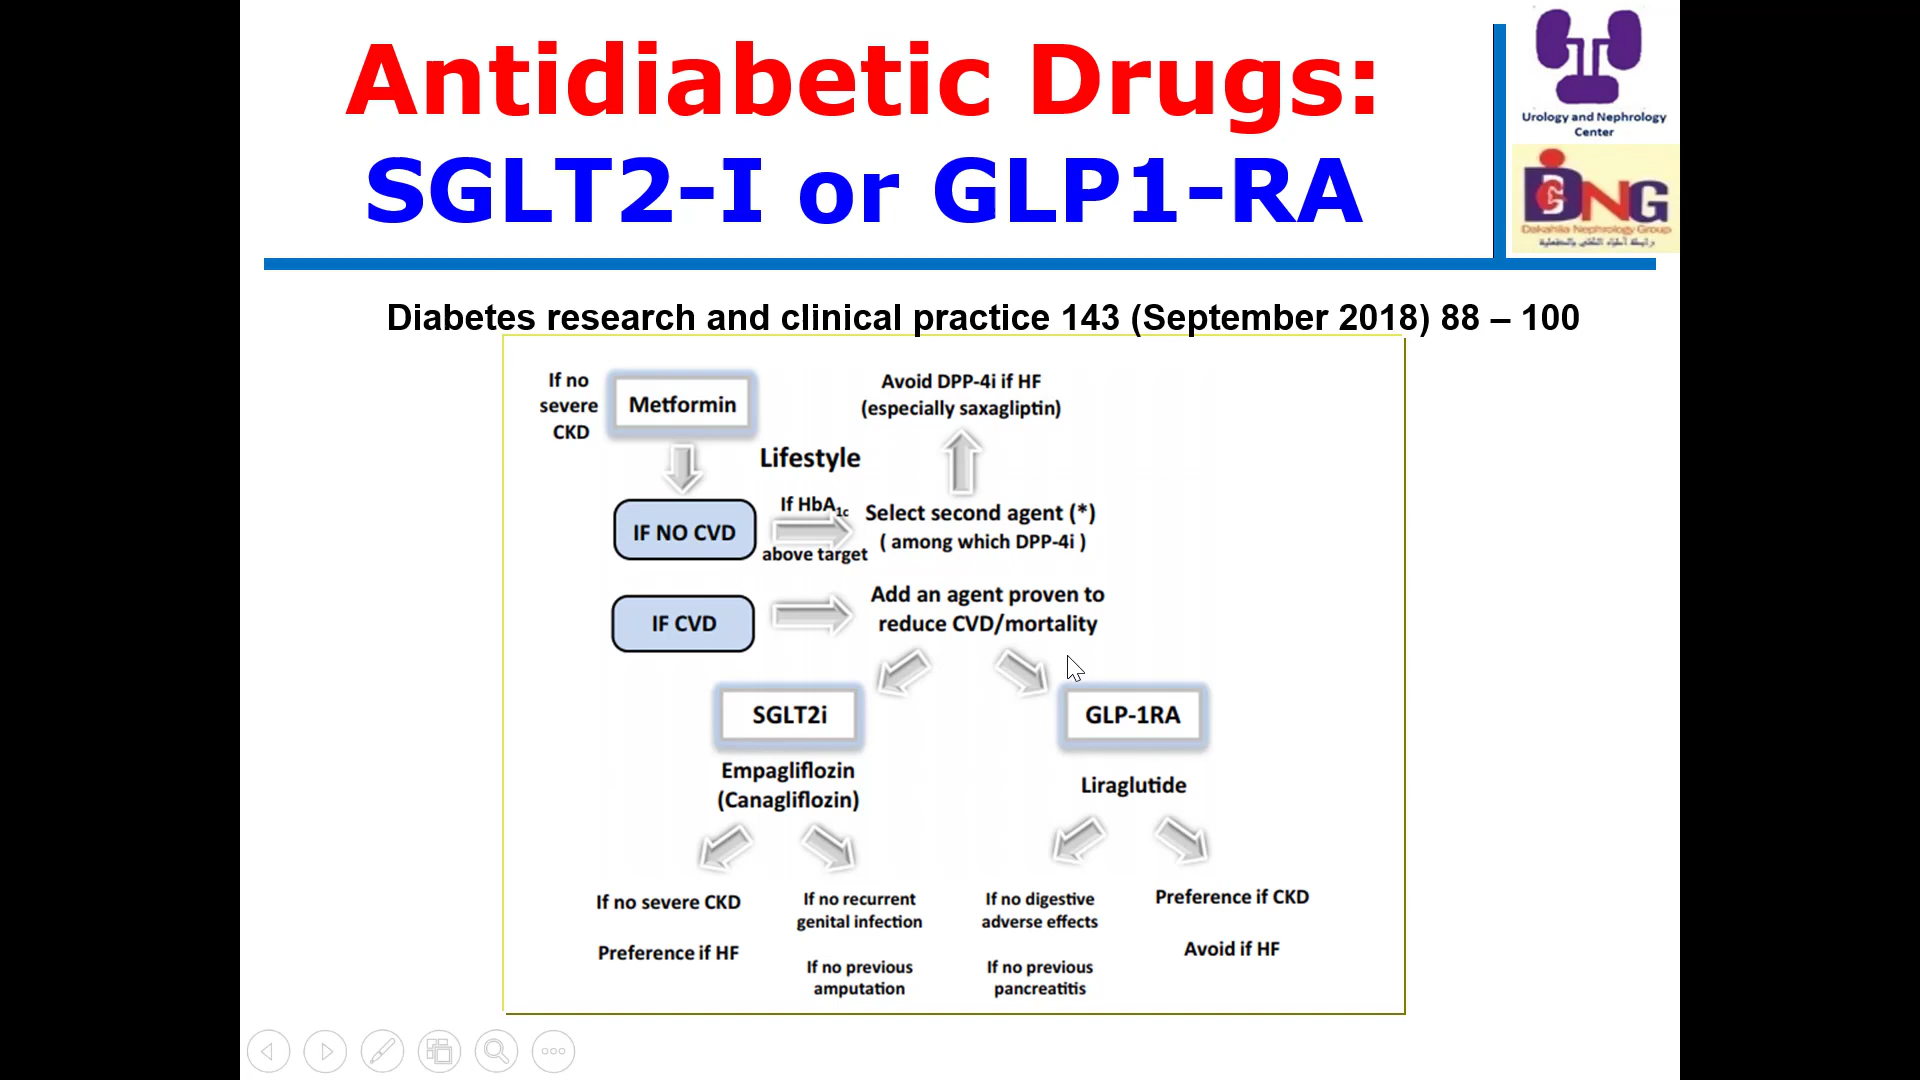 Antidiabetic Drugs:
SGLT2-I or GLP1-RA
Urology and Nephrology
Center
DNG
Dakahlia Nephrology Group
Diabetes research and clinical practice 143 (September 2018) 88 – 100
If no
severe
CKD
Metformin
Avoid DPP-4i if HF
(especially saxagliptin)
Lifestyle
IF NO CVD
If HbA1c
above target
Select second agent (*)
( among which DPP-4i )
IF CVD
Add an agent proven to
reduce CVD/mortality
SGLT2i
GLP-1RA
Empagliflozin
(Canagliflozin)
Liraglutide
If no severe CKD
Preference if HF
If no recurrent
genital infection
If no previous
amputation
If no digestive
adverse effects
If no previous
pancreatitis
Preference if CKD
Avoid if HF